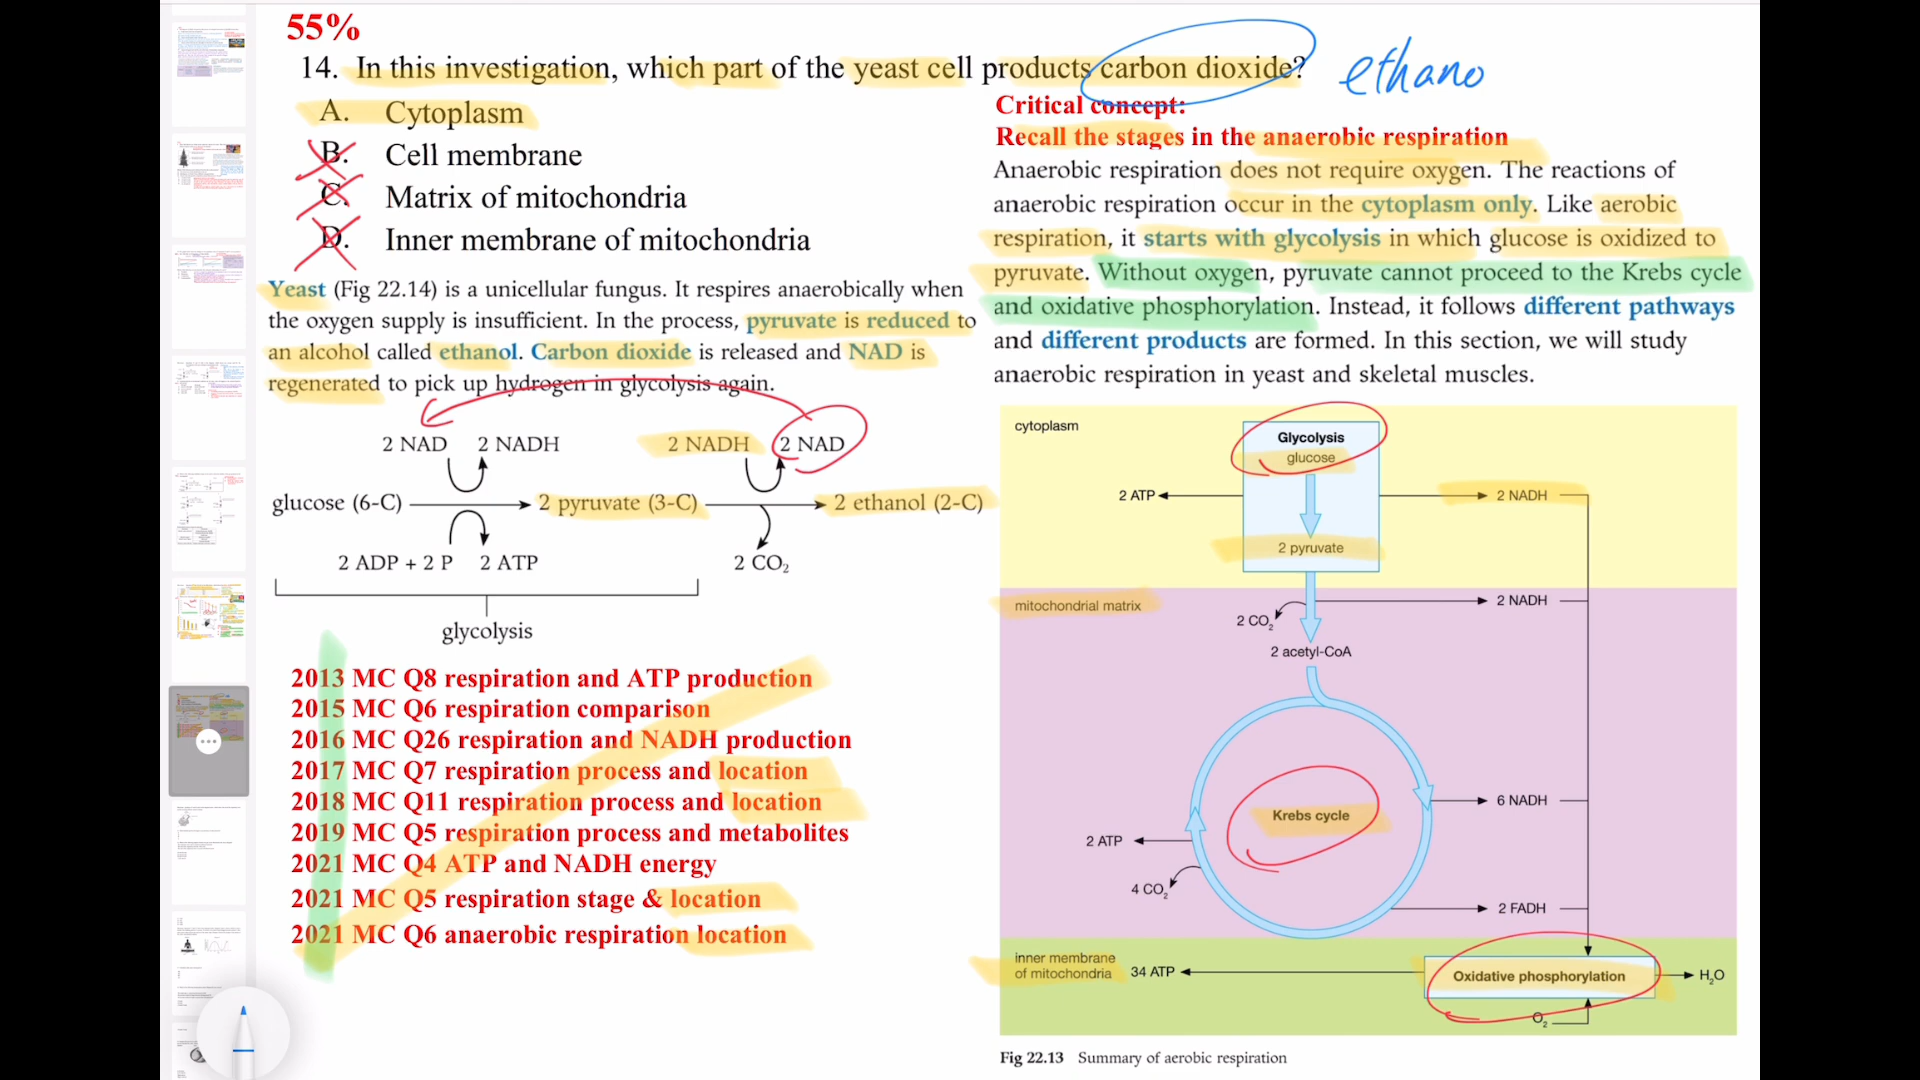 55%
14. In this investigation, which part of the yeast cell products carbon dioxide?
ethano
A. Cytoplasm
B. Cell membrane
C. Matrix of mitochondria
D. Inner membrane of mitochondria
Yeast (Fig 22.14) is a unicellular fungus. It respires anaerobically when
the oxygen supply is insufficient. In the process, pyruvate is reduced to
an alcohol called ethanol. Carbon dioxide is released and NAD is
regenerated to pick up hydrogen in glycolysis again.
2 NAD 2 NADH 2 NADH 2 NAD
glucose (6-C) 2 pyruvate (3-C) 2 ethanol (2-C)
2 ADP + 2 P 2 ATP 2 CO₂
glycolysis
2013 MC Q8 respiration and ATP production
2015 MC Q6 respiration comparison
2016 MC Q26 respiration and NADH production
2017 MC Q7 respiration process and location
2018 MC Q11 respiration process and location
2019 MC Q5 respiration process and metabolites
2021 MC Q4 ATP and NADH energy
2021 MC Q5 respiration stage & location
2021 MC Q6 anaerobic respiration location
Critical concept:
Recall the stages in the anaerobic respiration
Anaerobic respiration does not require oxygen. The reactions of
anaerobic respiration occur in the cytoplasm only. Like aerobic
respiration, it starts with glycolysis in which glucose is oxidized to
pyruvate. Without oxygen, pyruvate cannot proceed to the Krebs cycle
and oxidative phosphorylation. Instead, it follows different pathways
and different products are formed. In this section, we will study
anaerobic respiration in yeast and skeletal muscles.
cytoplasm
Glycolysis
glucose
2 ATP
2 NADH
2 pyruvate
mitochondrial matrix
2 NADH
2 CO₂
2 acetyl-CoA
6 NADH
Krebs cycle
2 ATP
4 CO₂
2 FADH
inner membrane
of mitochondria
34 ATP
Oxidative phosphorylation
H₂O
O₂
Fig 22.13 Summary of aerobic respiration